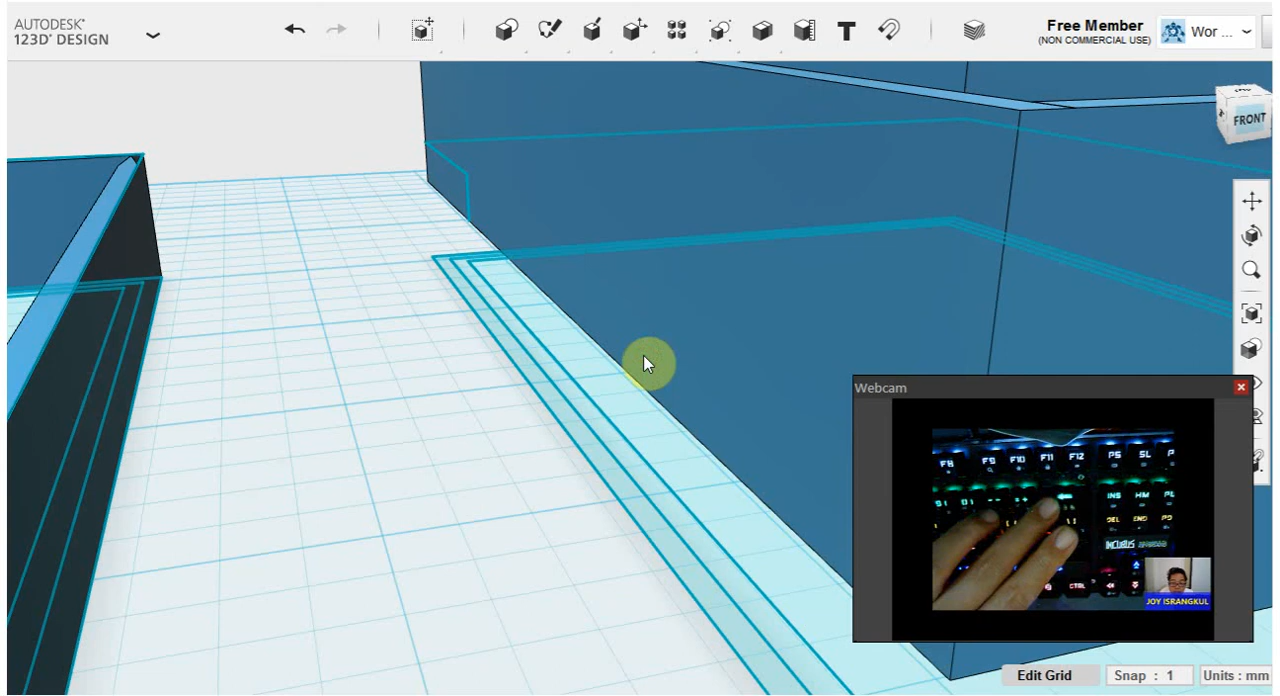 AUTODESK®
123D® DESIGN
Free Member
(NON COMMERCIAL USE)
Wor ...
FRONT
Webcam
F8 F9 F10 F11 F12 PS SL
INS HM
DEL END
INCUBUS
CTRL
JOY ISRANGKUL
Edit Grid
Snap : 1
Units : mm